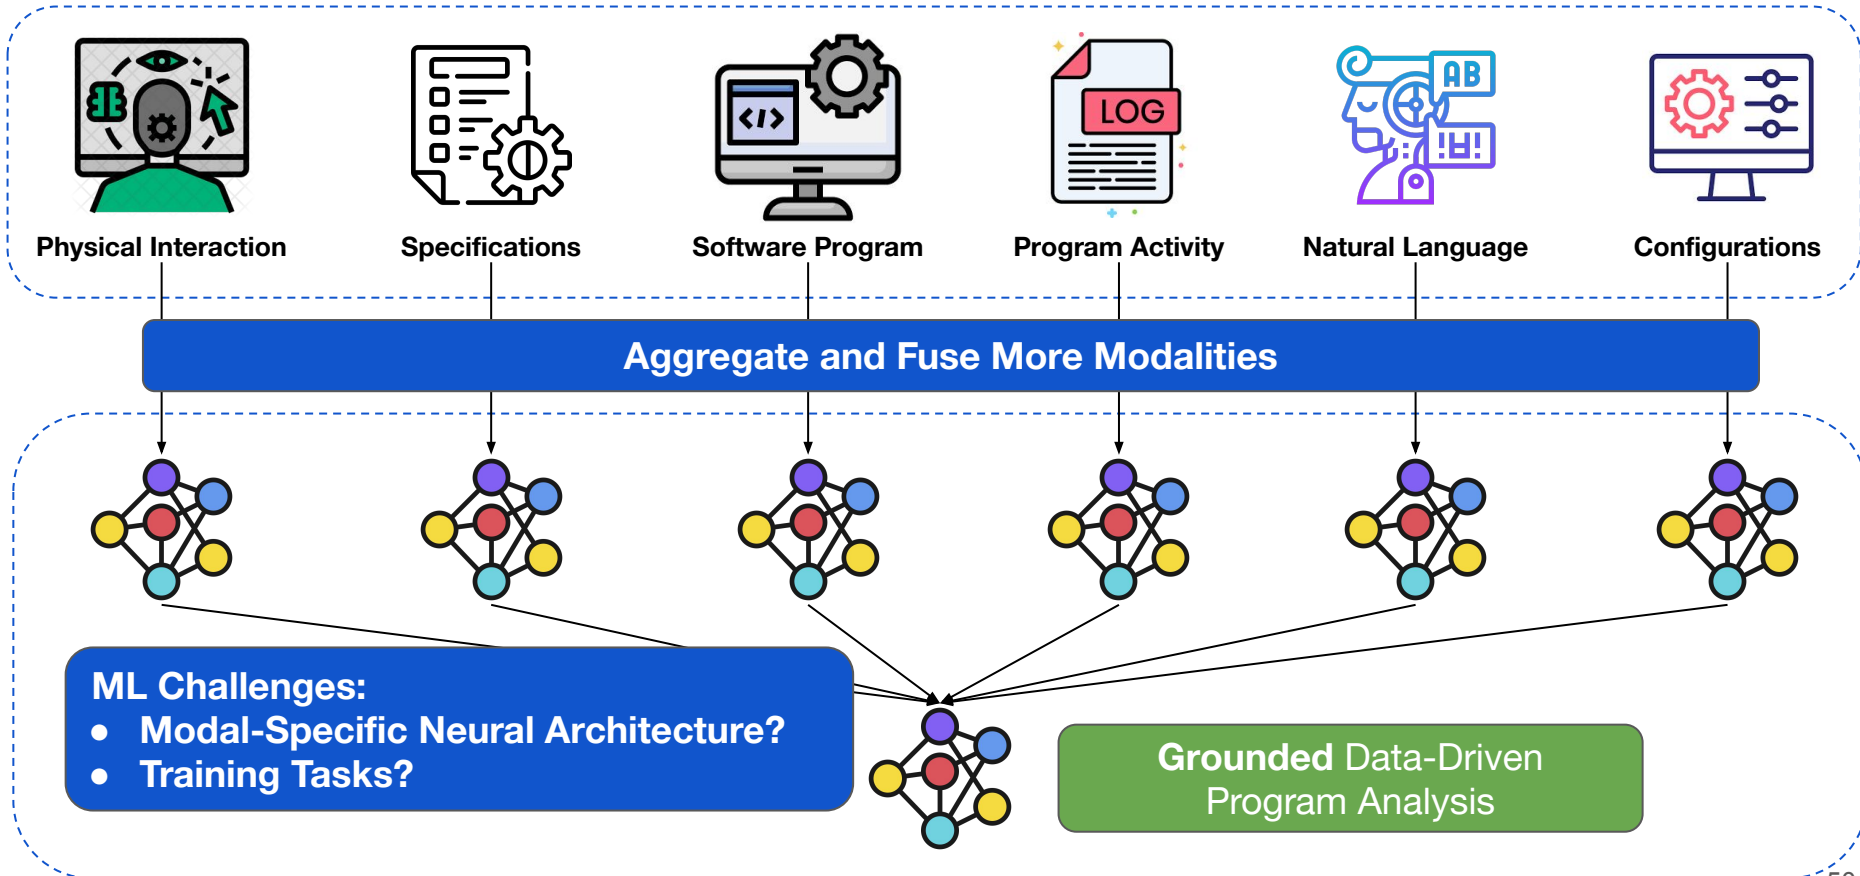 LOG
AB
Physical Interaction
Specifications
Software Program
Program Activity
Natural Language
Configurations
Aggregate and Fuse More Modalities
ML Challenges:
● Modal-Specific Neural Architecture?
● Training Tasks?
Grounded Data-Driven
Program Analysis